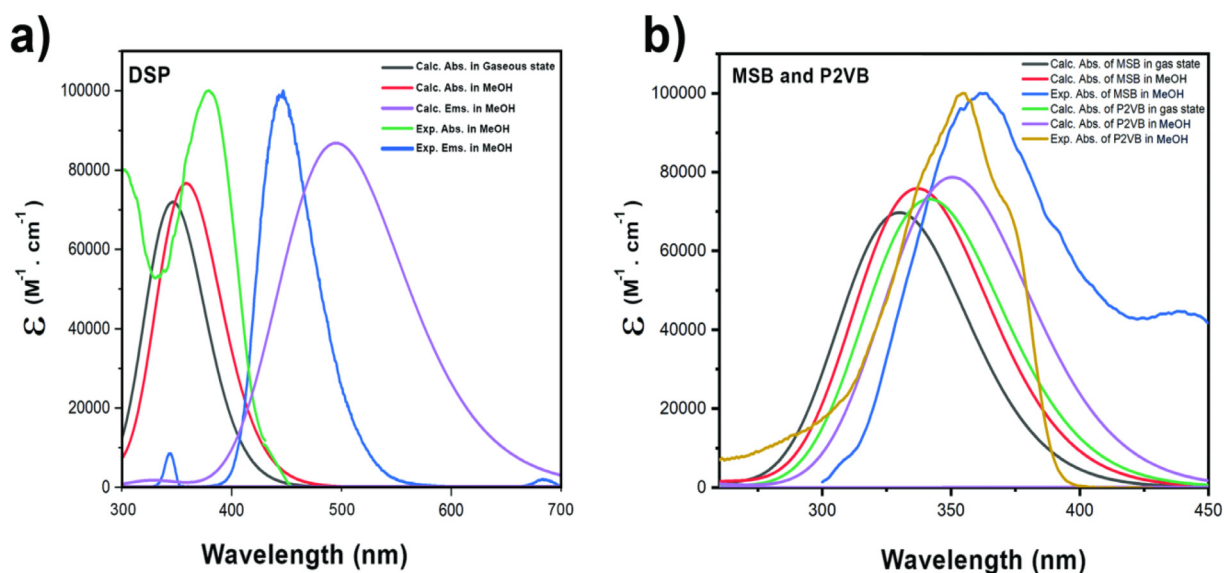 a)
DSP
Calc. Abs. in Gaseous state
Calc. Abs. in MeOH
Calc. Ems. in MeOH
Exp. Abs. in MeOH
Exp. Ems. in MeOH
100000
80000
60000
40000
20000
0
300
400
500
600
700
ε (M⁻¹. cm⁻¹)
Wavelength (nm)
b)
MSB and P2VB
Calc. Abs. of MSB in gas state
Calc. Abs. of MSB in MeOH
Exp. Abs. of MSB in MeOH
Calc. Abs. of P2VB in gas state
Calc. Abs. of P2VB in MeOH
Exp. Abs. of P2VB in MeOH
100000
80000
60000
40000
20000
0
300
350
400
450
ε (M⁻¹. cm⁻¹)
Wavelength (nm)